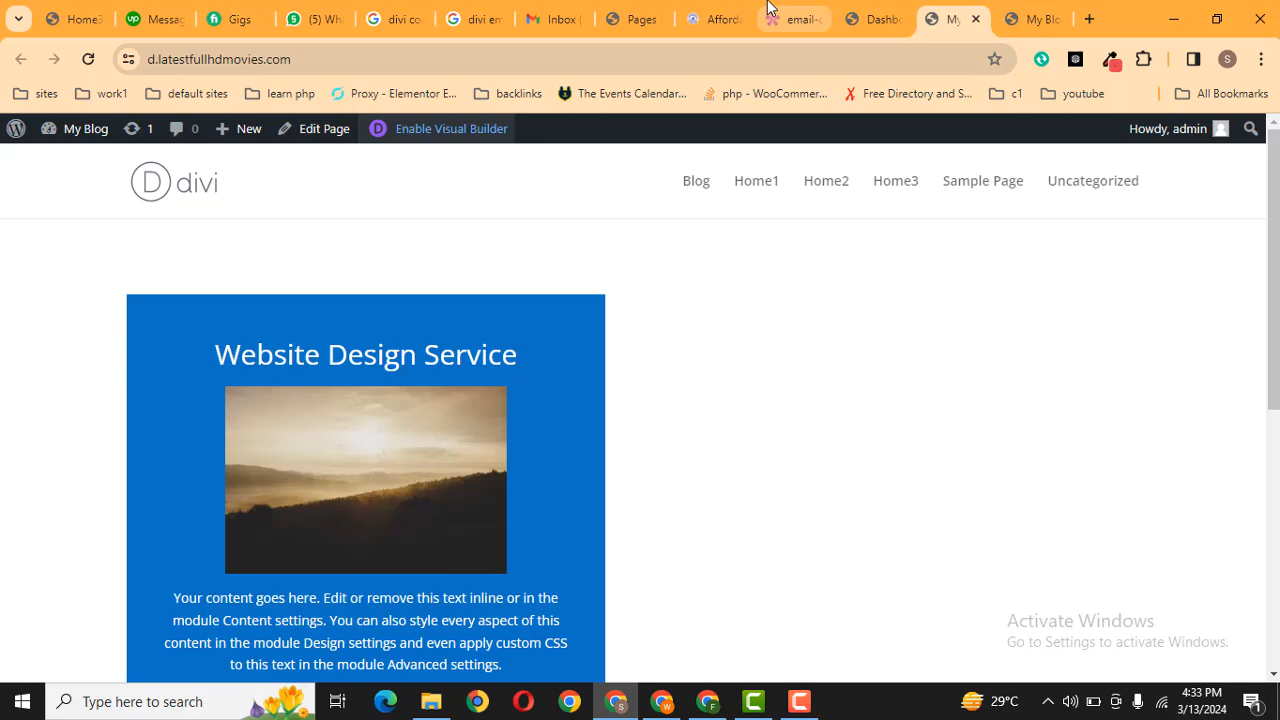 Home3
Messag
Gigs
(5) Wh
divi co
divi em
Inbox (
Pages
Afforda
email-c
Dashbo
My
My Blo
d.latestfullhdmovies.com
sites
work1
default sites
learn php
Proxy - Elementor E...
backlinks
The Events Calendar...
php - WooCommer...
Free Directory and S...
c1
youtube
All Bookmarks
My Blog
1
0
New
Edit Page
Enable Visual Builder
Howdy, admin
divi
Blog
Home1
Home2
Home3
Sample Page
Uncategorized
Website Design Service
Your content goes here. Edit or remove this text inline or in the
module Content settings. You can also style every aspect of this
content in the module Design settings and even apply custom CSS
to this text in the module Advanced settings.
Activate Windows
Go to Settings to activate Windows.
Type here to search
29°C
4:33 PM
3/13/2024